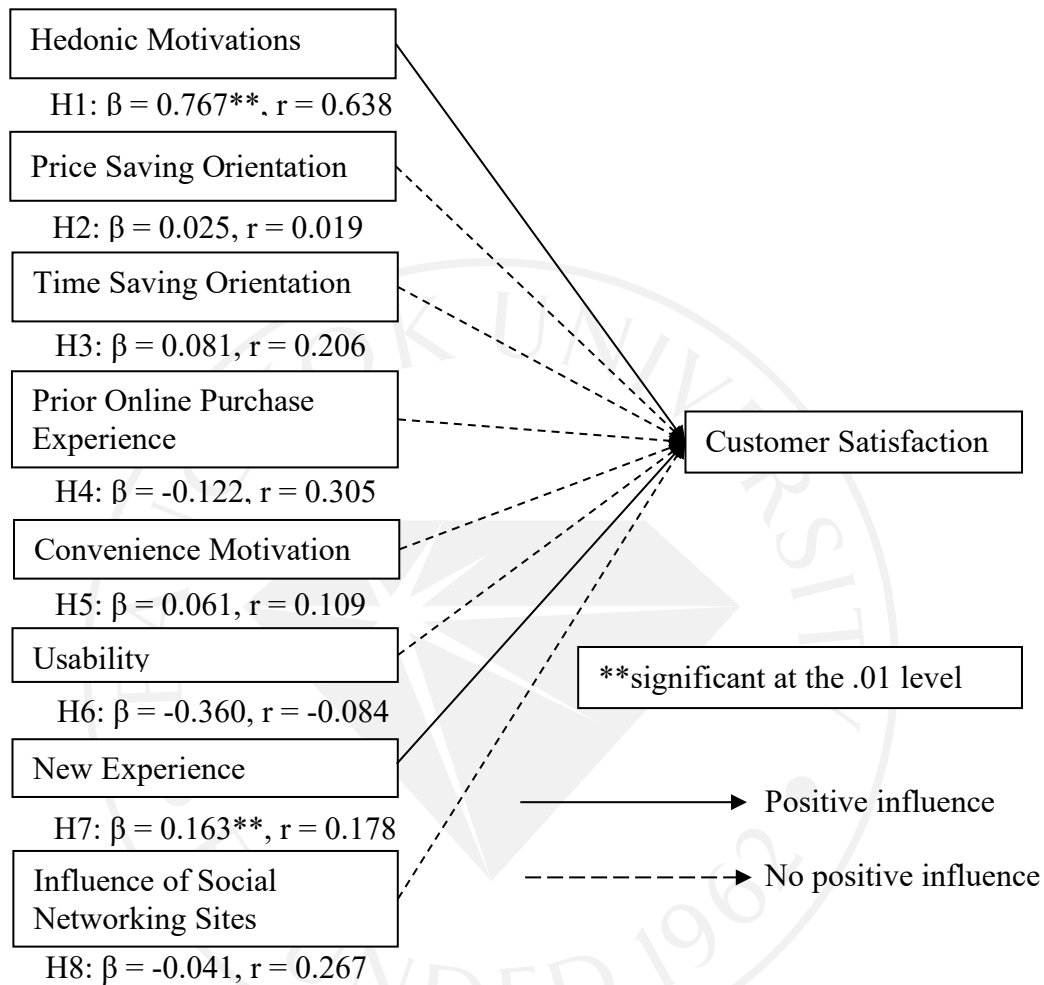 Hedonic Motivations
H1: β = 0.767**, r = 0.638
Price Saving Orientation
H2: β = 0.025, r = 0.019
Time Saving Orientation
H3: β = 0.081, r = 0.206
Prior Online Purchase
Experience
H4: β = -0.122, r = 0.305
Customer Satisfaction
Convenience Motivation
H5: β = 0.061, r = 0.109
Usability
**significant at the .01 level
H6: β = -0.360, r = -0.084
New Experience
Positive influence
H7: β = 0.163**, r = 0.178
Influence of Social
Networking Sites
No positive influence
H8: β = -0.041, r = 0.267
UNIVERSITY
1962